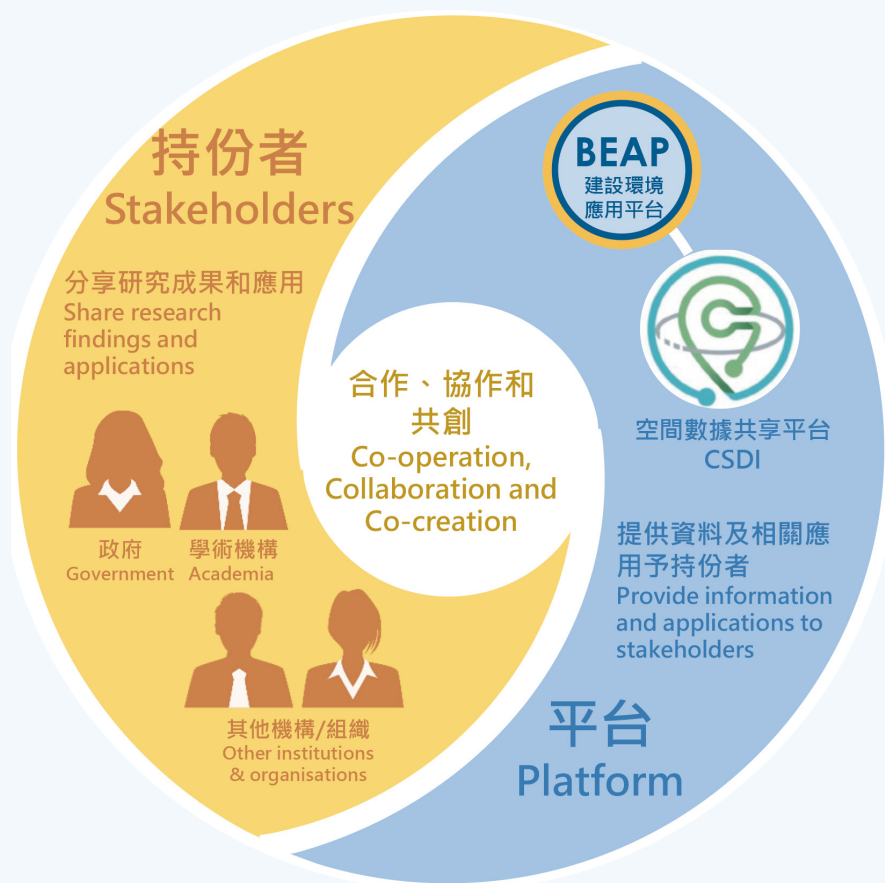 持份者
Stakeholders
分享研究成果和應用
Share research
findings and
applications
政府
Government
學術機構
Academia
其他機構/組織
Other institutions
& organisations
合作、協作和
共創
Co-operation,
Collaboration and
Co-creation
BEAP
建設環境
應用平台
空間數據共享平台
CSDI
提供資料及相關應
用予持份者
Provide information
and applications to
stakeholders
平台
Platform